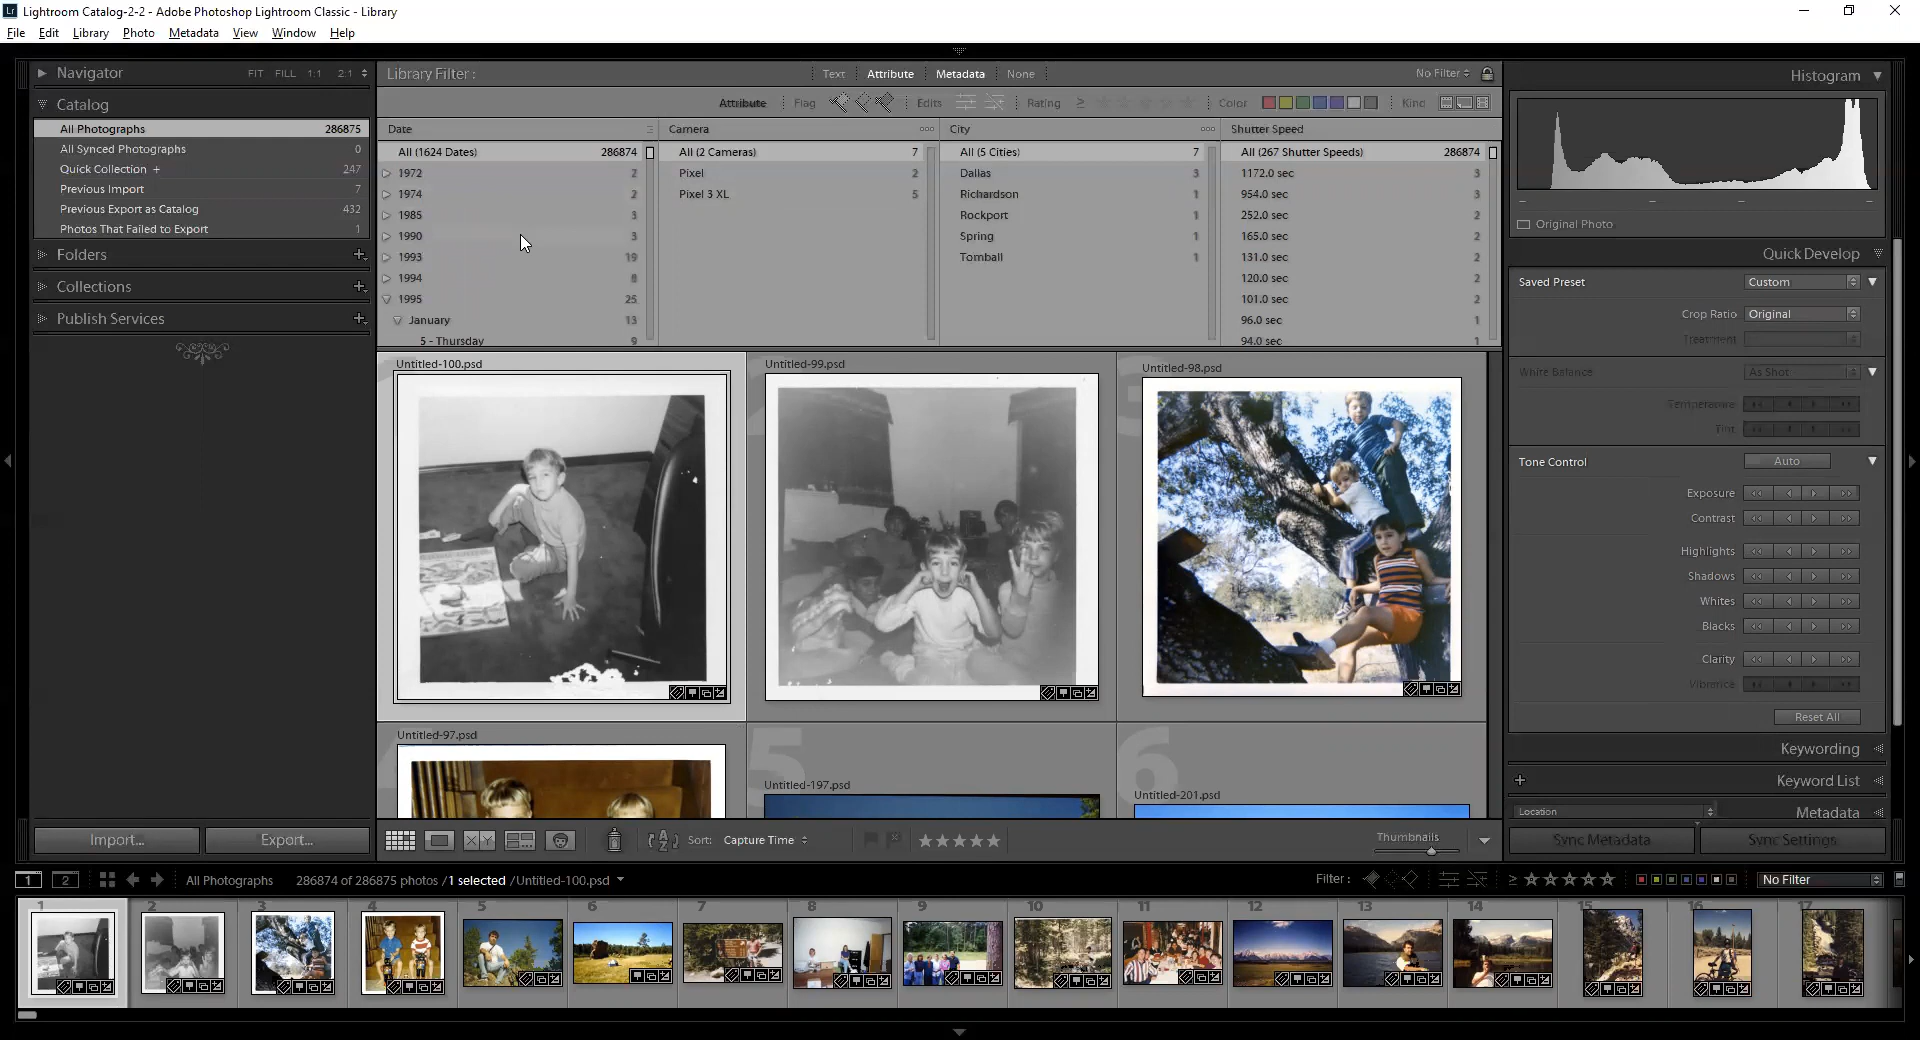 Lr Lightroom Catalog-2-2 - Adobe Photoshop Lightroom Classic - Library
File Edit Library Photo Metadata View Window Help
Navigator FIT FILL 1:1 2:1
Catalog
All Photographs 286875
All Synced Photographs 0
Quick Collection + 247
Previous Import 7
Previous Export as Catalog 432
Photos That Failed to Export 1
Folders +
Collections +
Publish Services +
Import... Export...
Library Filter : Text Attribute Metadata None No Filter
Attribute Flag Edits Rating ≥ Color Kind
Date Camera City Shutter Speed
All (1624 Dates) 286874 All (2 Cameras) 7 All (5 Cities) 7 All (267 Shutter Speeds) 286874
1972 2 Pixel 2 Dallas 3 1172.0 sec 3
1974 2 Pixel 3 XL 5 Richardson 1 954.0 sec 3
1985 3 Rockport 1 252.0 sec 2
1990 3 Spring 1 165.0 sec 2
1993 19 Tomball 1 131.0 sec 2
1994 8 120.0 sec 2
1995 25 101.0 sec 2
January 13 96.0 sec 1
5 - Thursday 9 94.0 sec 1
Untitled-100.psd Untitled-99.psd Untitled-98.psd
Untitled-97.psd Untitled-197.psd Untitled-201.psd
5 6
Sort: Capture Time Thumbnails
Histogram
Original Photo
Quick Develop
Saved Preset Custom
Crop Ratio Original
Treatment
White Balance As Shot
Temperature
Tint
Tone Control Auto
Exposure
Contrast
Highlights
Shadows
Whites
Blacks
Clarity
Vibrance
Reset All
Keywording
+ Keyword List
Location Metadata
Sync Metadata Sync Settings
1 2 All Photographs 286874 of 286875 photos / 1 selected / Untitled-100.psd Filter : ≥ No Filter
1 2 3 4 5 6 7 8 9 10 11 12 13 14 15 16 17